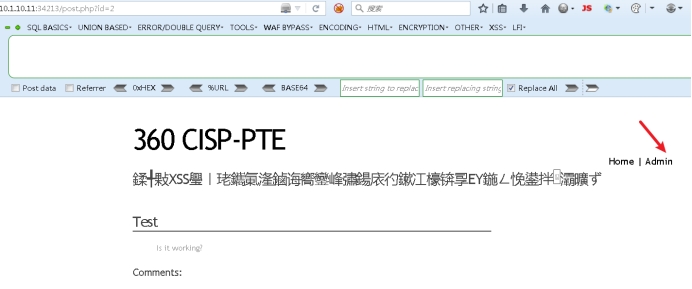 10.1.10.11:34213/post.php?id=2
搜索
JS
SQL BASICS UNION BASED ERROR/DOUBLE QUERY TOOLS WAF BYPASS ENCODING HTML ENCRYPTION OTHER XSS LFI
Post data Referrer 0xHEX %URL BASE64 Insert string to replac Insert replacing string Replace All
360 CISP-PTE
Home | Admin
XSS
Test
Is it working?
Comments: